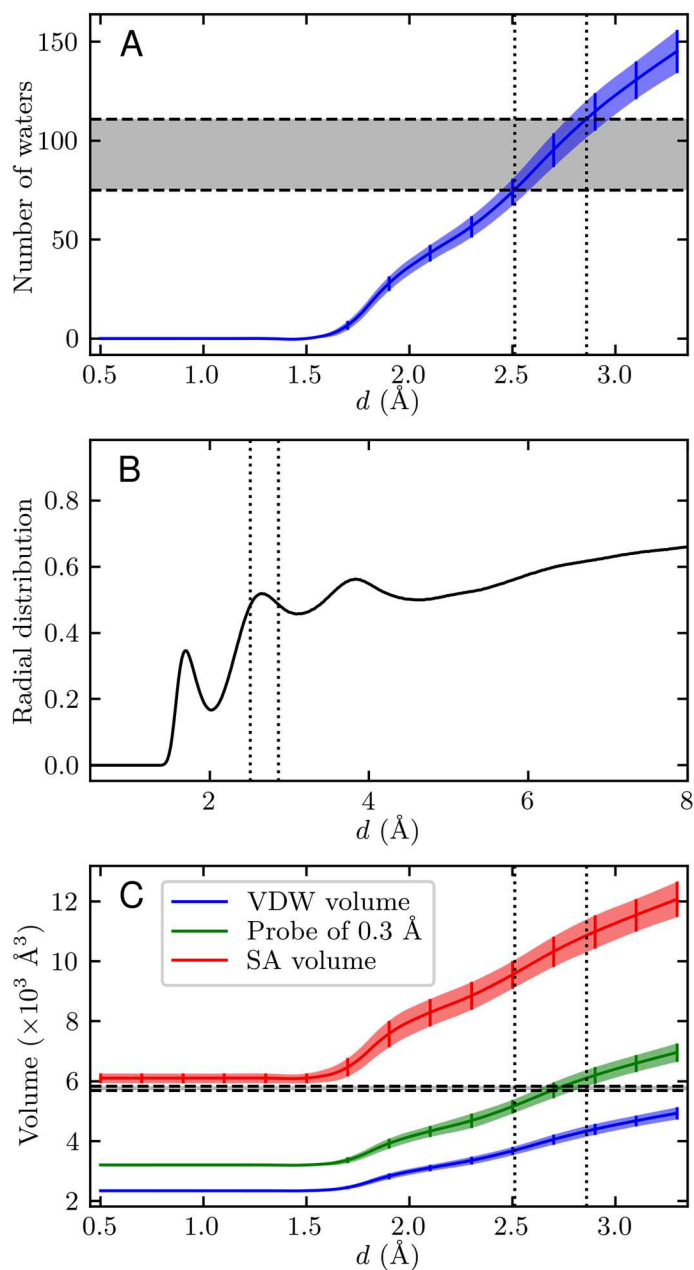 A
Number of waters
150
100
50
0
0.5 1.0 1.5 2.0 2.5 3.0
d (Å)
B
Radial distribution
0.8
0.6
0.4
0.2
0.0
2 4 6 8
d (Å)
C
VDW volume
Probe of 0.3 Å
SA volume
Volume (×10³ Å³)
12
10
8
6
4
2
0.5 1.0 1.5 2.0 2.5 3.0
d (Å)